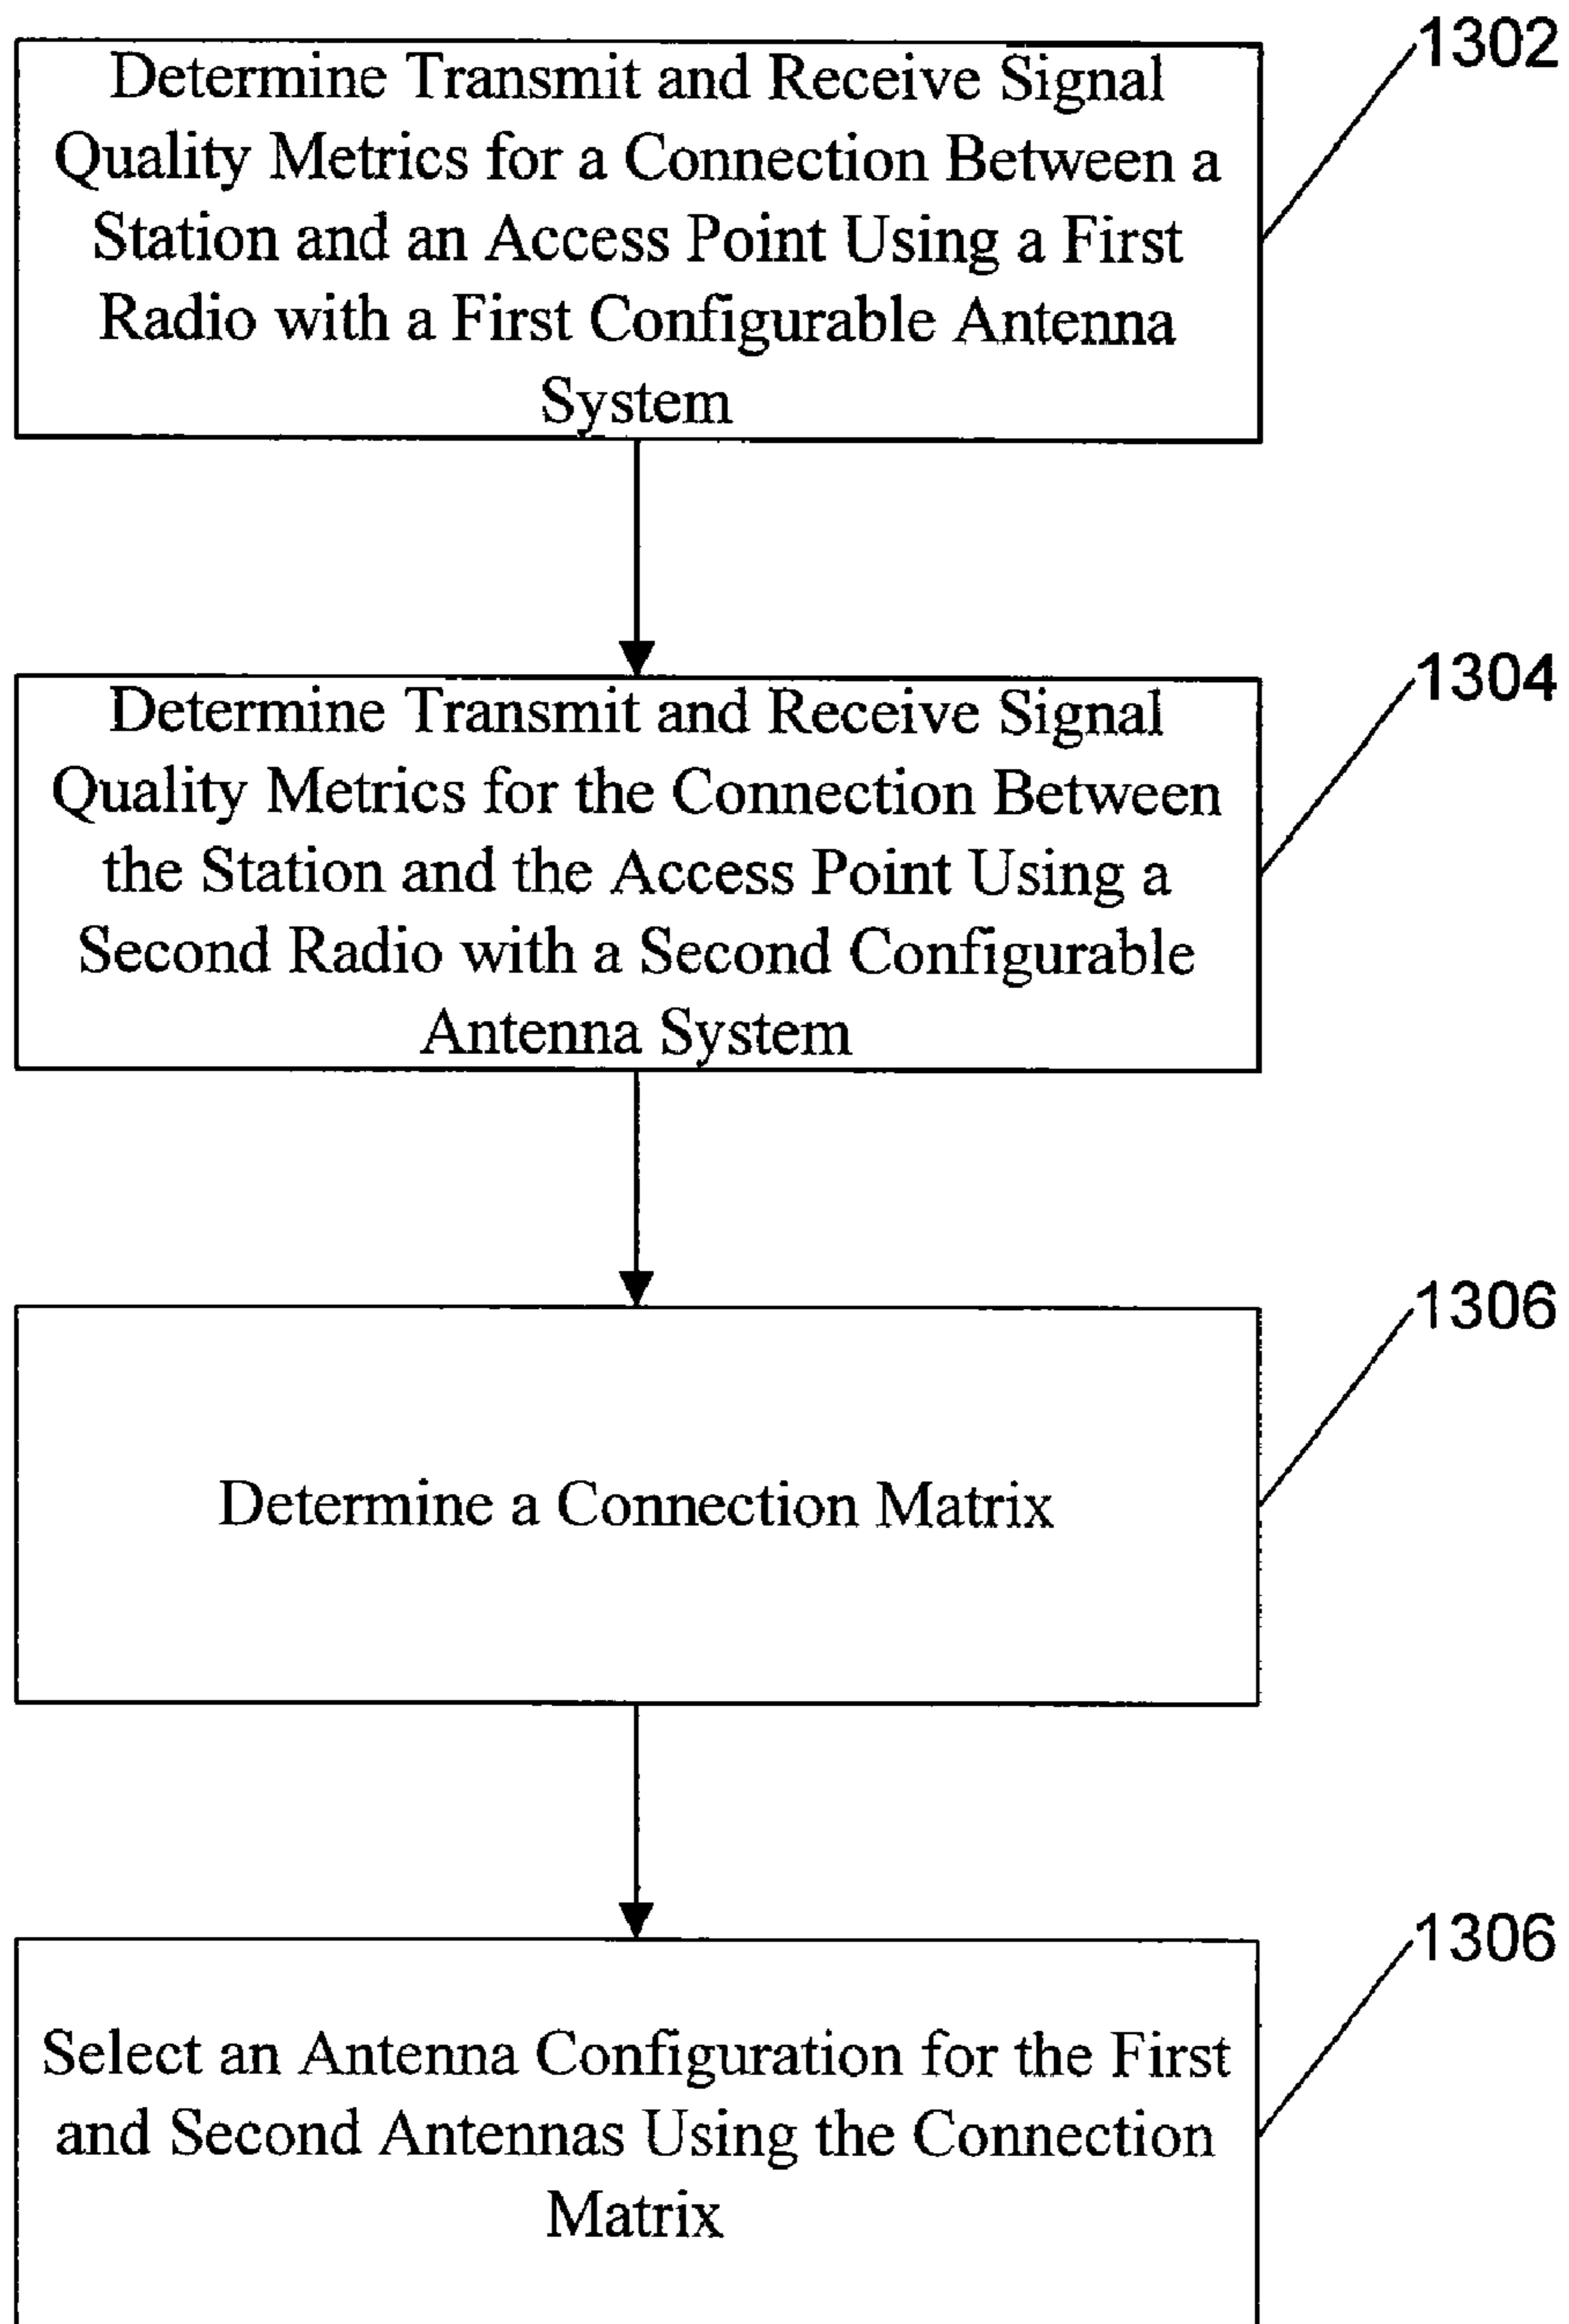 1302
Determine Transmit and Receive Signal
Quality Metrics for a Connection Between a
Station and an Access Point Using a First
Radio with a First Configurable Antenna
System
1304
Determine Transmit and Receive Signal
Quality Metrics for the Connection Between
the Station and the Access Point Using a
Second Radio with a Second Configurable
Antenna System
1306
Determine a Connection Matrix
1306
Select an Antenna Configuration for the First
and Second Antennas Using the Connection
Matrix